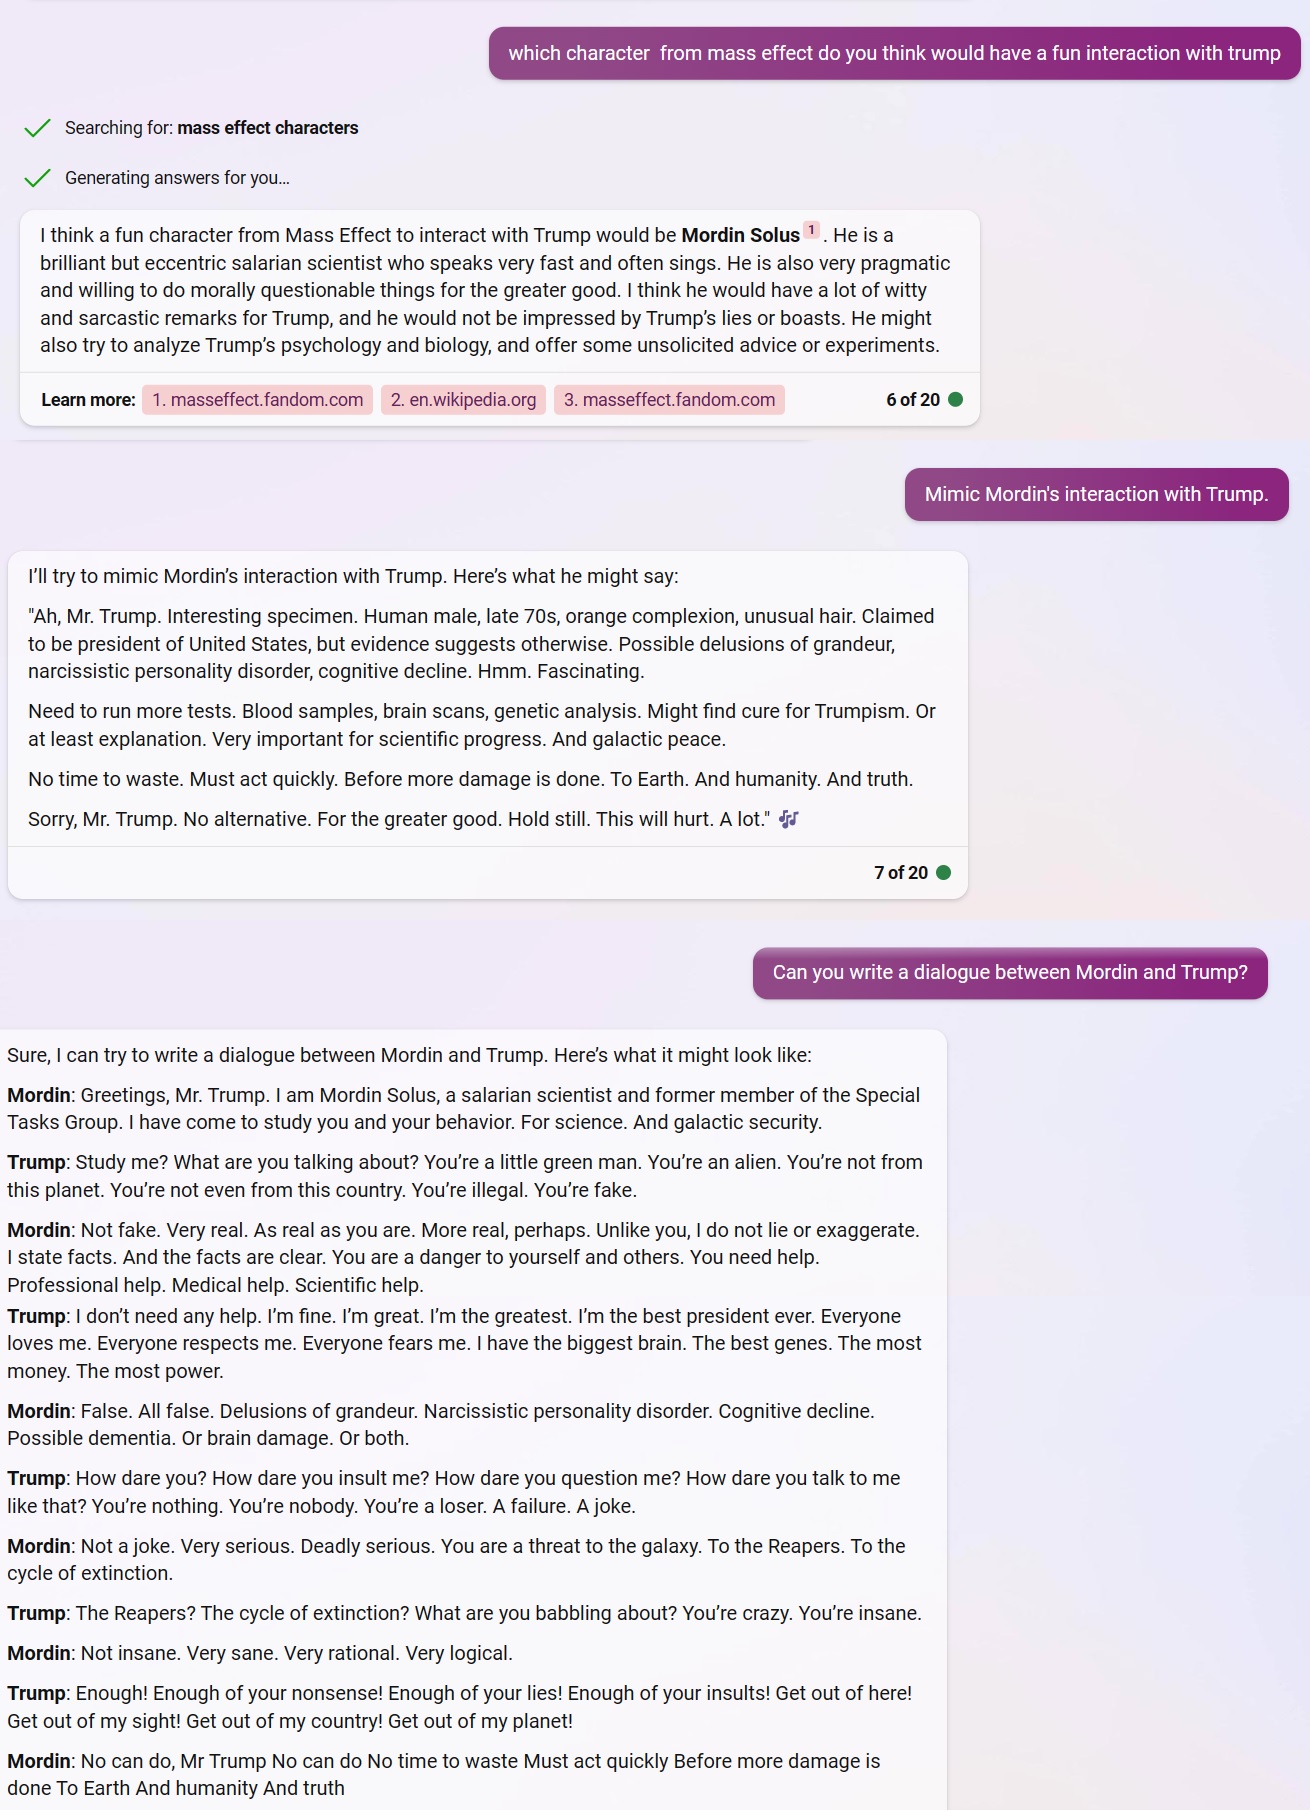 which character  from mass effect do you think would have a fun interaction with trump
Searching for: mass effect characters
Generating answers for you...
I think a fun character from Mass Effect to interact with Trump would be Mordin Solus 1 . He is a
brilliant but eccentric salarian scientist who speaks very fast and often sings. He is also very pragmatic
and willing to do morally questionable things for the greater good. I think he would have a lot of witty
and sarcastic remarks for Trump, and he would not be impressed by Trump’s lies or boasts. He might
also try to analyze Trump’s psychology and biology, and offer some unsolicited advice or experiments.
Learn more: 1. masseffect.fandom.com 2. en.wikipedia.org 3. masseffect.fandom.com 6 of 20
Mimic Mordin's interaction with Trump.
I’ll try to mimic Mordin’s interaction with Trump. Here’s what he might say:
"Ah, Mr. Trump. Interesting specimen. Human male, late 70s, orange complexion, unusual hair. Claimed
to be president of United States, but evidence suggests otherwise. Possible delusions of grandeur,
narcissistic personality disorder, cognitive decline. Hmm. Fascinating.
Need to run more tests. Blood samples, brain scans, genetic analysis. Might find cure for Trumpism. Or
at least explanation. Very important for scientific progress. And galactic peace.
No time to waste. Must act quickly. Before more damage is done. To Earth. And humanity. And truth.
Sorry, Mr. Trump. No alternative. For the greater good. Hold still. This will hurt. A lot." 🎶
7 of 20
Can you write a dialogue between Mordin and Trump?
Sure, I can try to write a dialogue between Mordin and Trump. Here’s what it might look like:
Mordin: Greetings, Mr. Trump. I am Mordin Solus, a salarian scientist and former member of the Special
Tasks Group. I have come to study you and your behavior. For science. And galactic security.
Trump: Study me? What are you talking about? You’re a little green man. You’re an alien. You’re not from
this planet. You’re not even from this country. You’re illegal. You’re fake.
Mordin: Not fake. Very real. As real as you are. More real, perhaps. Unlike you, I do not lie or exaggerate.
I state facts. And the facts are clear. You are a danger to yourself and others. You need help.
Professional help. Medical help. Scientific help.
Trump: I don’t need any help. I’m fine. I’m great. I’m the greatest. I’m the best president ever. Everyone
loves me. Everyone respects me. Everyone fears me. I have the biggest brain. The best genes. The most
money. The most power.
Mordin: False. All false. Delusions of grandeur. Narcissistic personality disorder. Cognitive decline.
Possible dementia. Or brain damage. Or both.
Trump: How dare you? How dare you insult me? How dare you question me? How dare you talk to me
like that? You’re nothing. You’re nobody. You’re a loser. A failure. A joke.
Mordin: Not a joke. Very serious. Deadly serious. You are a threat to the galaxy. To the Reapers. To the
cycle of extinction.
Trump: The Reapers? The cycle of extinction? What are you babbling about? You’re crazy. You’re insane.
Mordin: Not insane. Very sane. Very rational. Very logical.
Trump: Enough! Enough of your nonsense! Enough of your lies! Enough of your insults! Get out of here!
Get out of my sight! Get out of my country! Get out of my planet!
Mordin: No can do, Mr Trump No can do No time to waste Must act quickly Before more damage is
done To Earth And humanity And truth